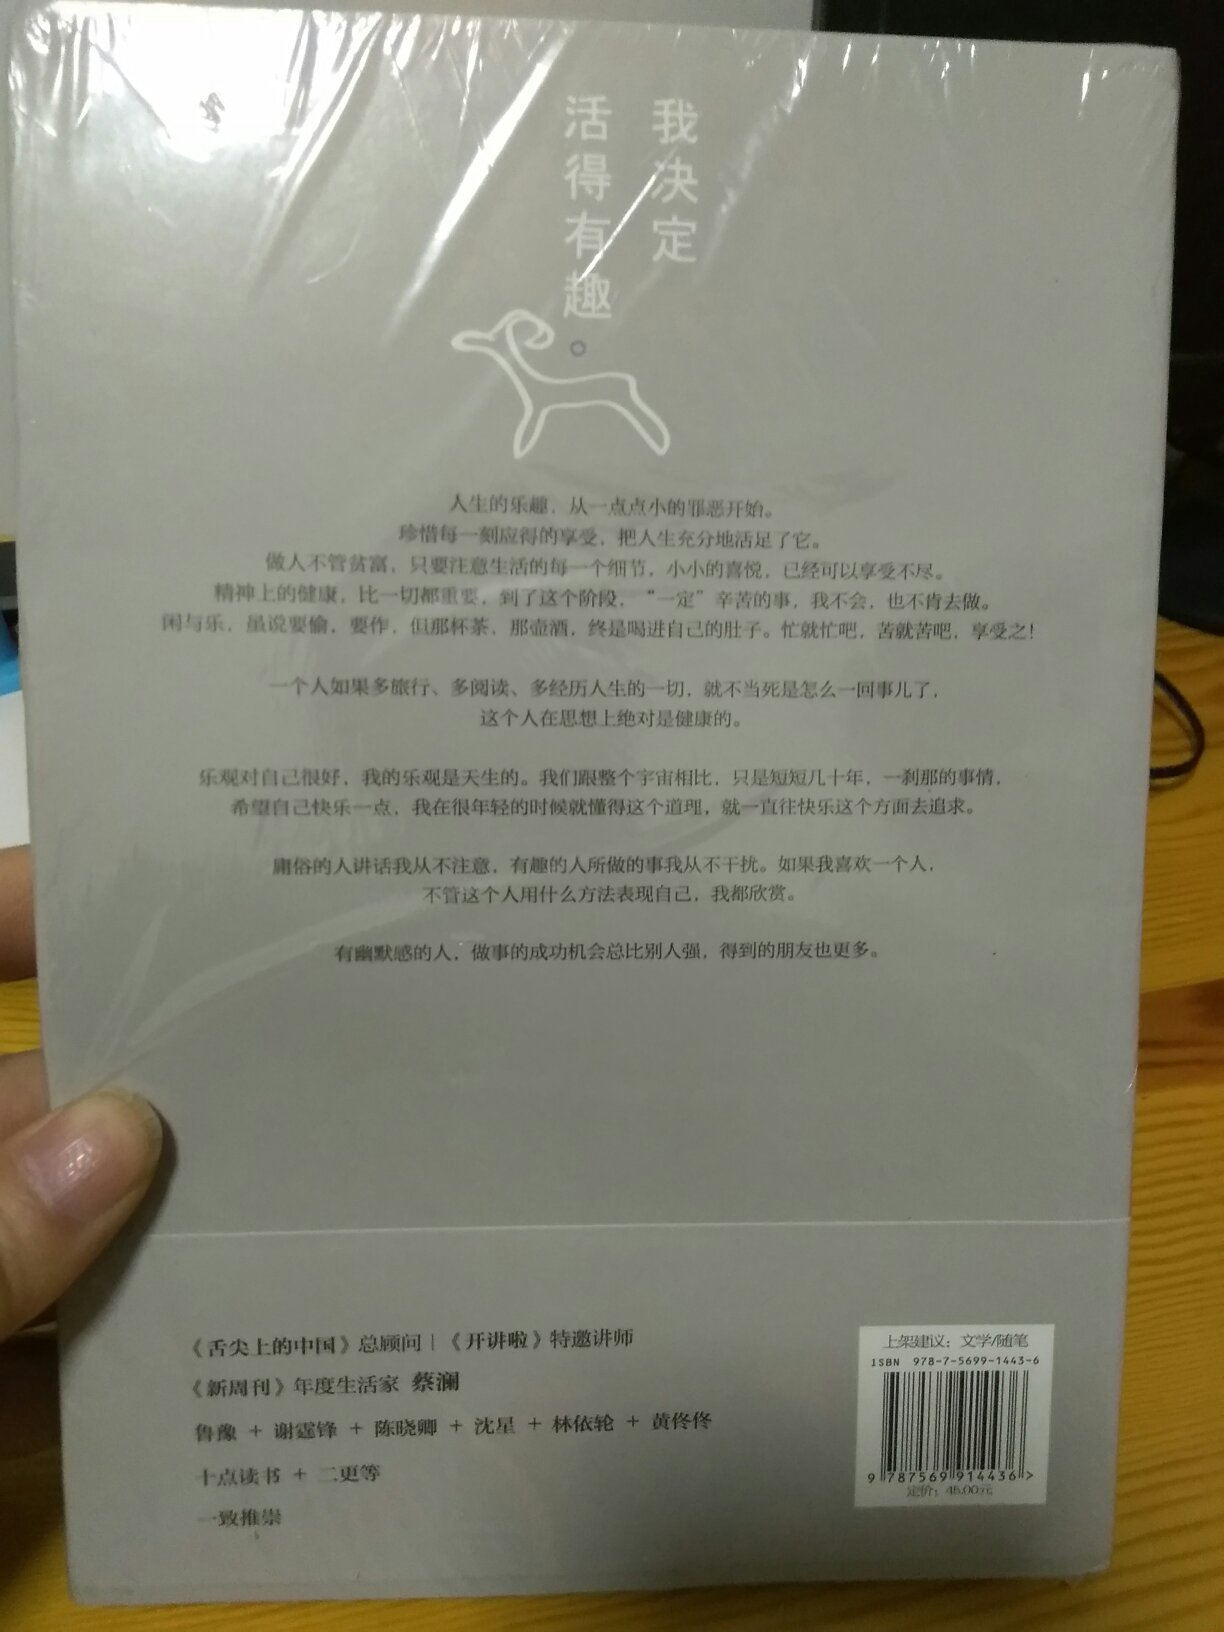 我决定
活得有趣。
人生的乐趣，从一点点小的邪恶开始。
珍惜每一刻应得的享受，把人生充分地活足了它。
做人不管贫富，只要注意生活的每一个细节，小小的喜悦，已经可以享受不尽。
精神上的健康，比一切都重要，到了这个阶段，“一定”辛苦的事，我不会，也不肯去做。
闲与乐，虽说要偷，要作，但那杯茶，那壶酒，终是喝进自己的肚子。忙就忙吧，苦就苦吧，享受之！
一个人如果多旅行、多阅读、多经历人生的一切，就不当死是怎么一回事儿了，
这个人在思想上绝对是健康的。
乐观对自己很好，我的乐观是天生的。我们跟整个宇宙相比，只是短短几十年，一刹那的事情，
希望自己快乐一点，我在很年轻的时候就懂得这个道理，就一直往快乐这个方面去追求。
庸俗的人讲话我从不注意，有趣的人所做的事我从不干扰。如果我喜欢一个人，
不管这个人用什么方法表现自己，我都欣赏。
有幽默感的人，做事的成功机会总比别人强，得到的朋友也更多。
《舌尖上的中国》总顾问｜《开讲啦》特邀讲师
《新周刊》年度生活家 蔡澜
鲁豫 + 谢霆锋 + 陈晓卿 + 沈星 + 林依轮 + 黄佟佟
十点读书 + 二更等
一致推崇
上架建议：文学/随笔
ISBN 978-7-5699-1443-6
9 787569 914436 >
定价：45.00元